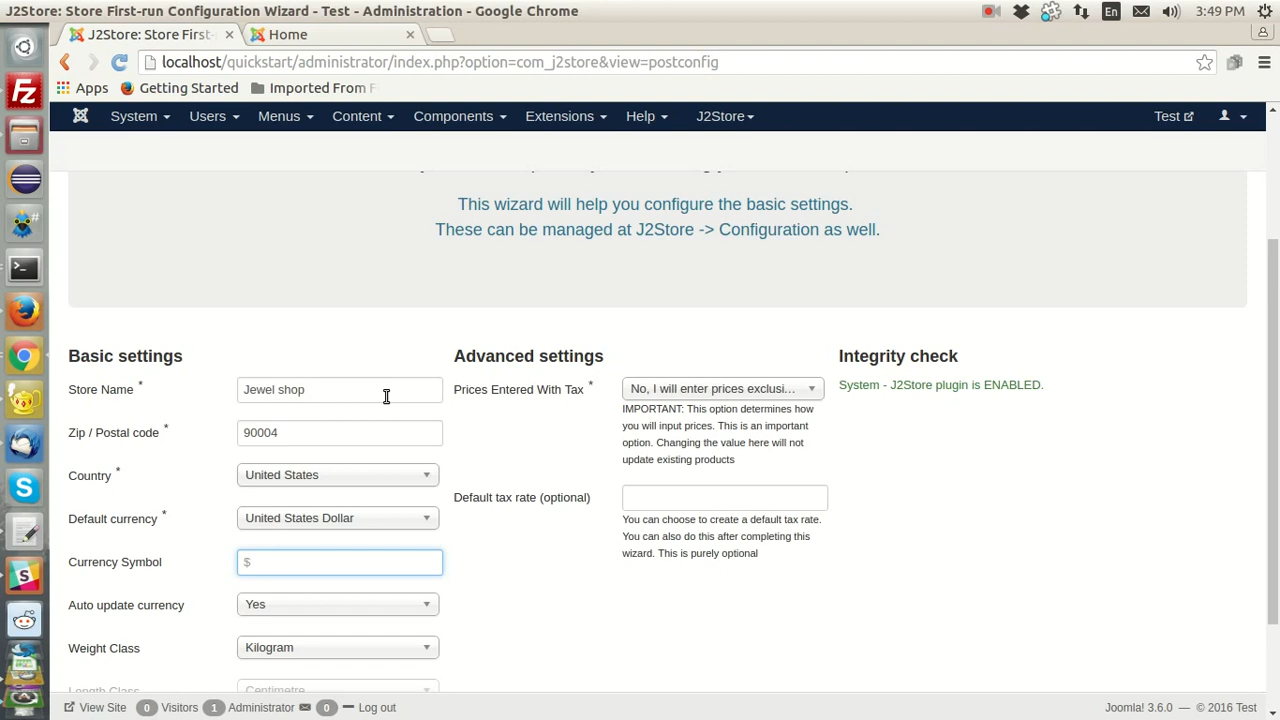 J2Store: Store First-run Configuration Wizard - Test - Administration - Google Chrome
En
3:49 PM
J2Store: Store First-
Home
localhost/quickstart/administrator/index.php?option=com_j2store&view=postconfig
Apps
Getting Started
Imported From F
System
Users
Menus
Content
Components
Extensions
Help
J2Store
Test
This wizard will help you configure the basic settings.
These can be managed at J2Store -> Configuration as well.
Basic settings
Store Name *
Jewel shop
Zip / Postal code *
90004
Country *
United States
Default currency *
United States Dollar
Currency Symbol
$
Auto update currency
Yes
Weight Class
Kilogram
Length Class
Centimetre
Advanced settings
Prices Entered With Tax *
No, I will enter prices exclusi...
IMPORTANT: This option determines how
you will input prices. This is an important
option. Changing the value here will not
update existing products
Default tax rate (optional)
You can choose to create a default tax rate.
You can also do this after completing this
wizard. This is purely optional
Integrity check
System - J2Store plugin is ENABLED.
View Site
0 Visitors
1 Administrator
0
Log out
Joomla! 3.6.0 — © 2016 Test